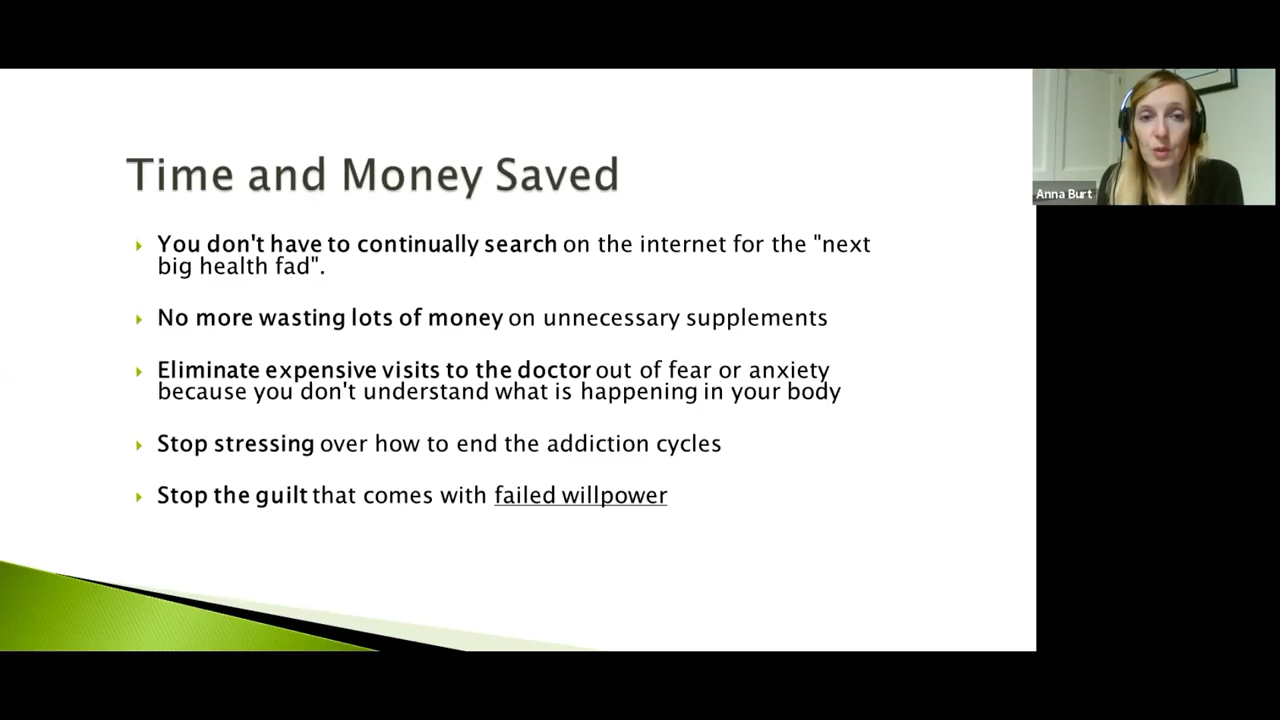 Time and Money Saved
You don't have to continually search on the internet for the "next
big health fad".
No more wasting lots of money on unnecessary supplements
Eliminate expensive visits to the doctor out of fear or anxiety
because you don't understand what is happening in your body
Stop stressing over how to end the addiction cycles
Stop the guilt that comes with failed willpower
Anna Burt